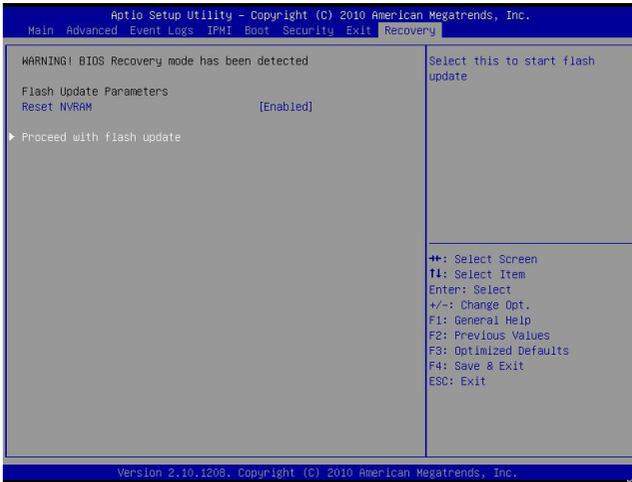 Aptio Setup Utility – Copyright (C) 2010 American Megatrends, Inc.
Main Advanced Event Logs IPMI Boot Security Exit Recovery
WARNING! BIOS Recovery mode has been detected
Flash Update Parameters
Reset NVRAM [Enabled]
▶ Proceed with flash update
Select this to start flash
update
→←: Select Screen
↑↓: Select Item
Enter: Select
+/-: Change Opt.
F1: General Help
F2: Previous Values
F3: Optimized Defaults
F4: Save & Exit
ESC: Exit
Version 2.10.1208. Copyright (C) 2010 American Megatrends, Inc.